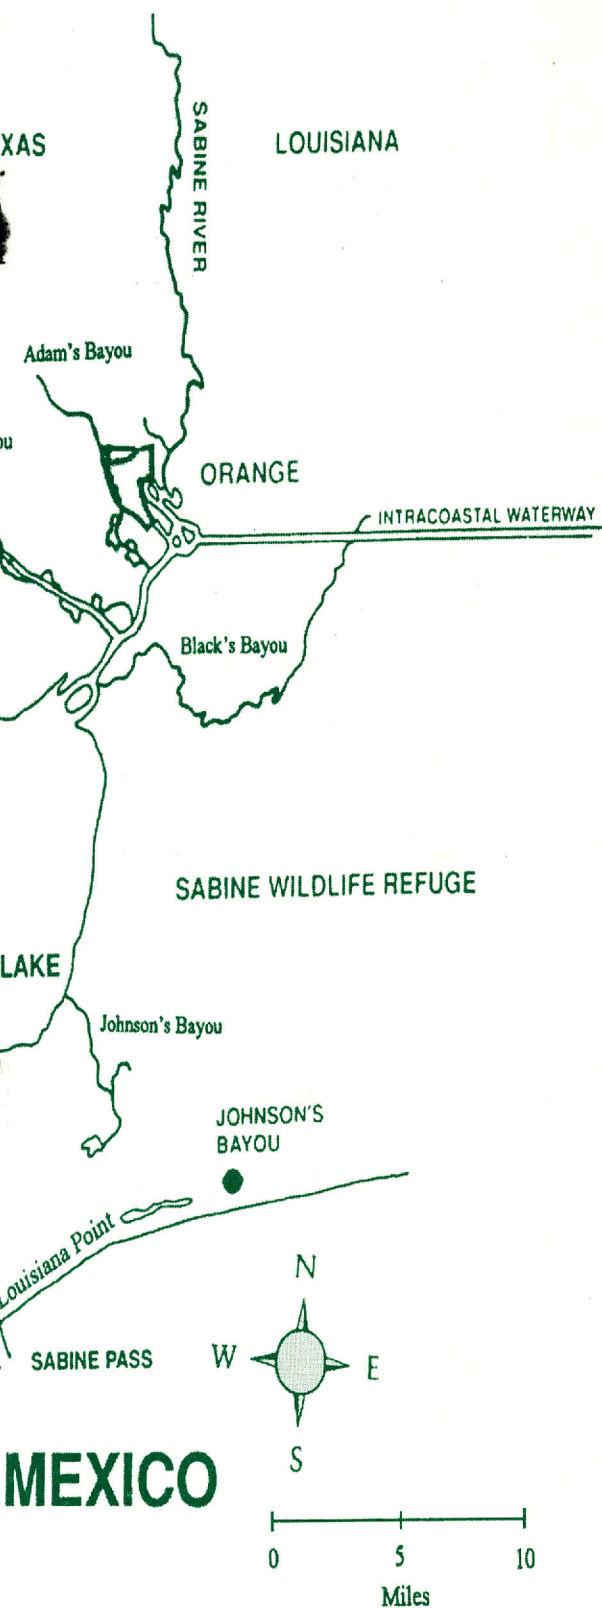 SABINE RIVER
XAS
LOUISIANA
Adam's Bayou
ou
ORANGE
INTRACOASTAL WATERWAY
Black's Bayou
SABINE WILDLIFE REFUGE
LAKE
Johnson's Bayou
JOHNSON'S
BAYOU
Louisiana Point
N
SABINE PASS
W
E
S
MEXICO
0
5
10
Miles